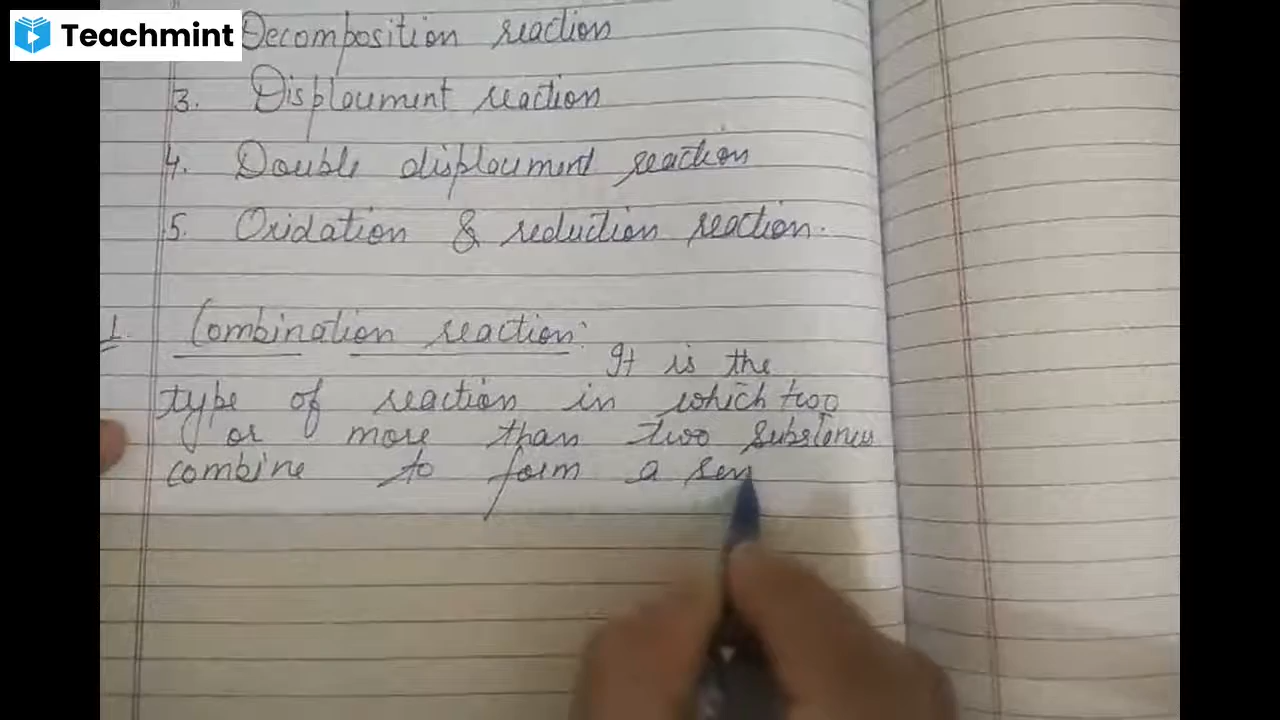 Teachmint
Decomposition reaction
3. Displacement reaction
4. Double displacement reaction
5. Oxidation & reduction reaction.
1. Combination reaction:
It is the
type of reaction in which two
or more than two substances
combine to form a